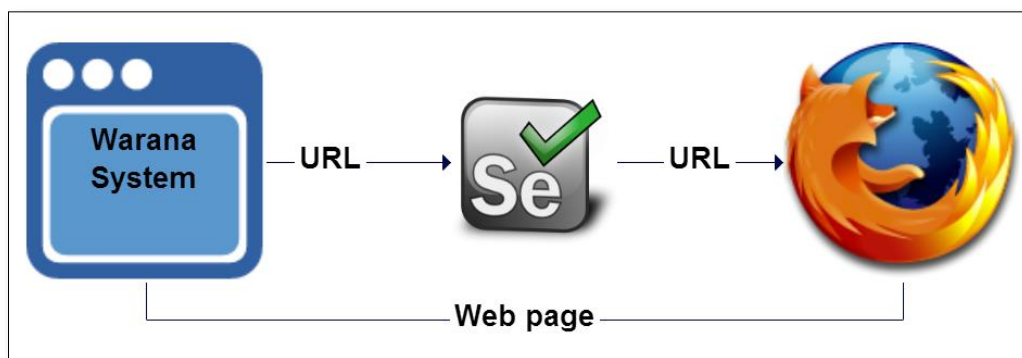 Warana
System
URL
Se
URL
Web page